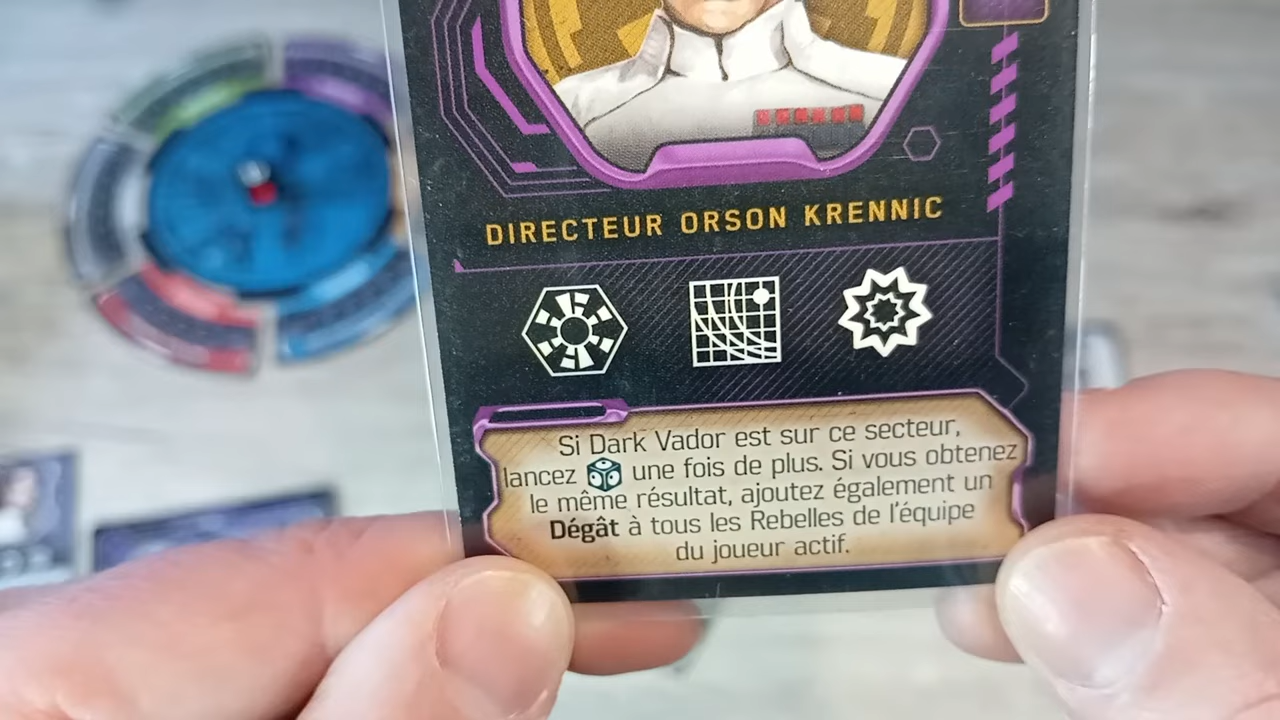 DIRECTEUR ORSON KRENNIC
Si Dark Vador est sur ce secteur,
lancez une fois de plus. Si vous obtenez
le même résultat, ajoutez également un
Dégât à tous les Rebelles de l'équipe
du joueur actif.